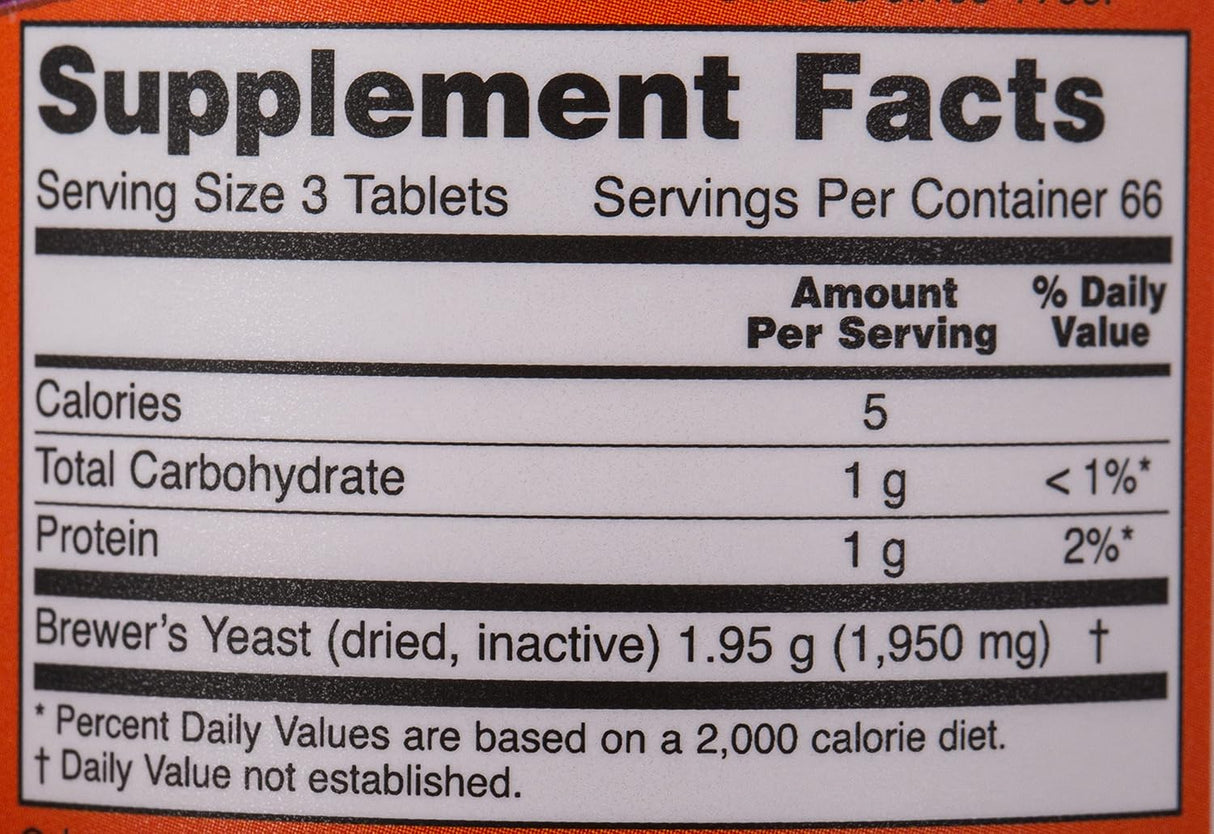 Supplement Facts
Serving Size 3 Tablets Servings Per Container 66
Amount Per Serving % Daily Value
Calories 5
Total Carbohydrate 1 g < 1%*
Protein 1 g 2%*
Brewer's Yeast (dried, inactive) 1.95 g (1,950 mg) †
* Percent Daily Values are based on a 2,000 calorie diet.
† Daily Value not established.